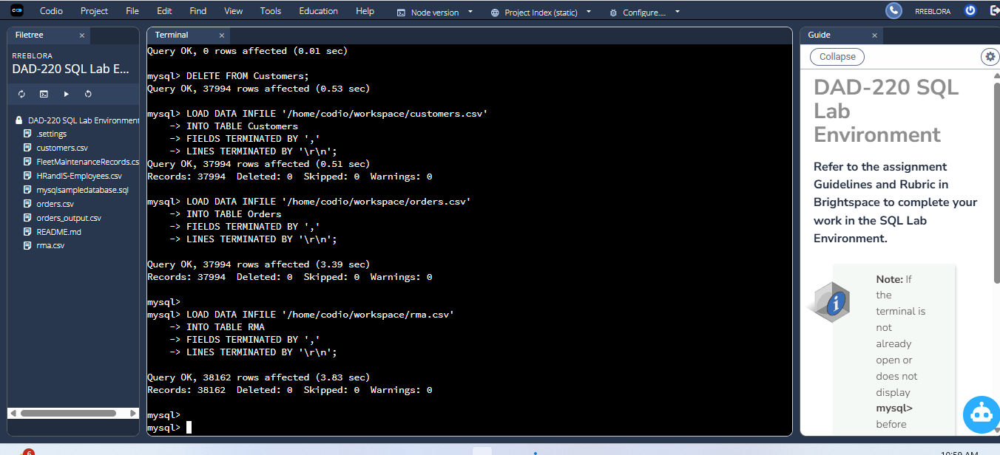 Codio Project File Edit Find View Tools Education Help Node version Project Index (static) Configure.... RREBLORA
Filetree ×
RREBLORA
DAD-220 SQL Lab E...
DAD-220 SQL Lab Environment
.settings
customers.csv
FleetMaintenanceRecords.cs
HRandIS-Employees.csv
mysqlsampledatabase.sql
orders.csv
orders_output.csv
README.md
rma.csv
Terminal ×
Query OK, 0 rows affected (0.01 sec)
mysql> DELETE FROM Customers;
Query OK, 37994 rows affected (0.53 sec)
mysql> LOAD DATA INFILE '/home/codio/workspace/customers.csv'
-> INTO TABLE Customers
-> FIELDS TERMINATED BY ','
-> LINES TERMINATED BY '\r\n';
Query OK, 37994 rows affected (0.51 sec)
Records: 37994 Deleted: 0 Skipped: 0 Warnings: 0
mysql> LOAD DATA INFILE '/home/codio/workspace/orders.csv'
-> INTO TABLE Orders
-> FIELDS TERMINATED BY ','
-> LINES TERMINATED BY '\r\n';
Query OK, 37994 rows affected (3.39 sec)
Records: 37994 Deleted: 0 Skipped: 0 Warnings: 0
mysql>
mysql> LOAD DATA INFILE '/home/codio/workspace/rma.csv'
-> INTO TABLE RMA
-> FIELDS TERMINATED BY ','
-> LINES TERMINATED BY '\r\n';
Query OK, 38162 rows affected (3.83 sec)
Records: 38162 Deleted: 0 Skipped: 0 Warnings: 0
mysql>
mysql>
Guide ×
Collapse
DAD-220 SQL
Lab
Environment
Refer to the assignment
Guidelines and Rubric in
Brightspace to complete your
work in the SQL Lab
Environment.
Note: If
the
terminal is
not
already
open or
does not
display
mysql>
before
6
10:59 AM